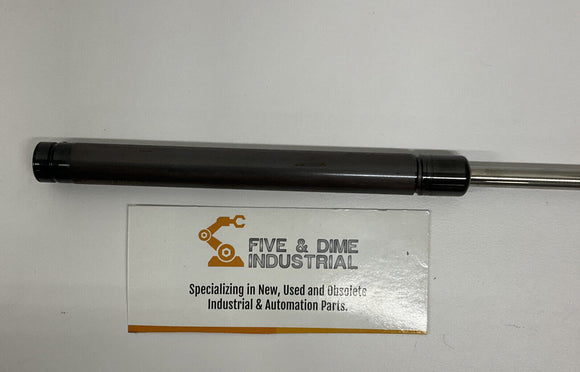 FIVE & DIME
INDUSTRIAL
Specializing in New, Used and Obsolete
Industrial & Automation Parts.